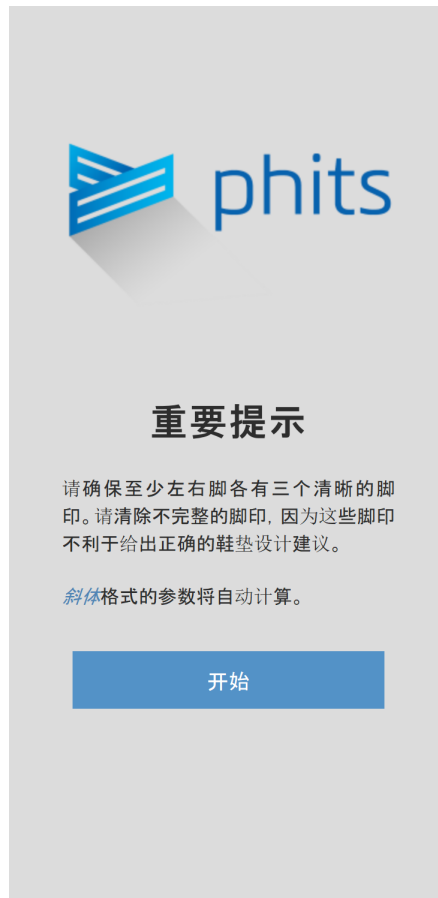 phits
重要提示
请确保至少左右脚各有三个清晰的脚
印。请清除不完整的脚印, 因为这些脚印
不利于给出正确的鞋垫设计建议。
斜体格式的参数将自动计算。
开始